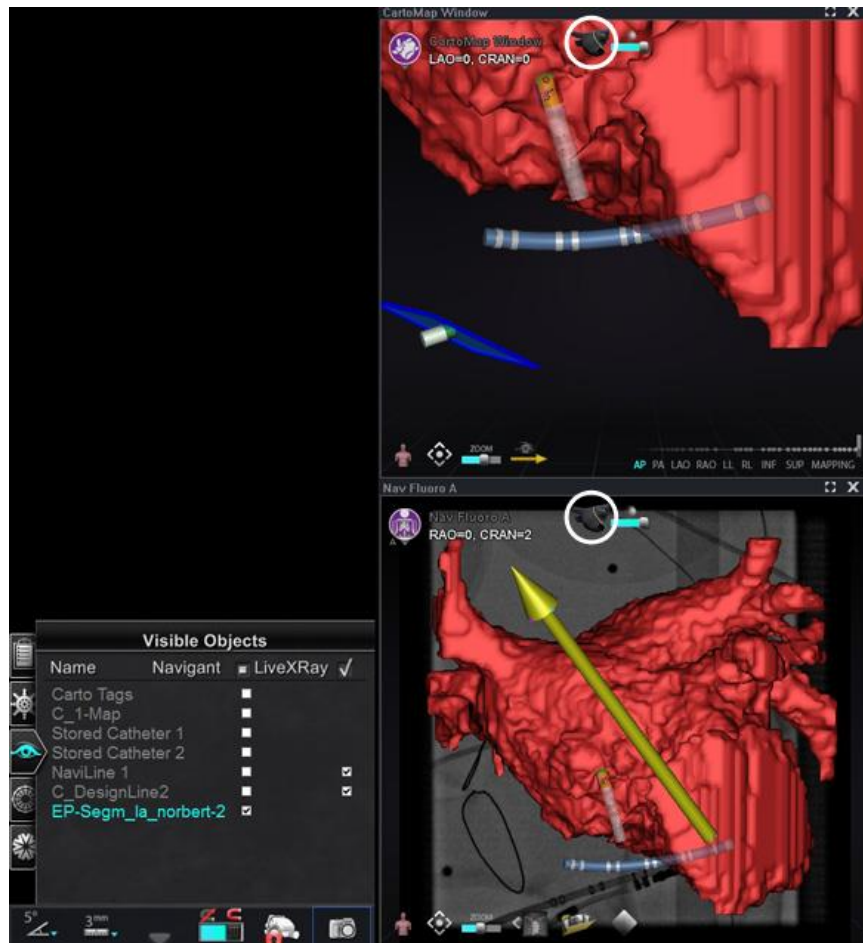 CartoMap Window
CartoMap Window
LAO=0, CRAN=0
ZOOM
AP PA LAO RAO LL RL INF SUP MAPPING
Nav Fluoro A
Nav Fluoro A
RAO=0, CRAN=2
A
ZOOM
Visible Objects
Name Navigant LiveXRay
Carto Tags
C_1-Map
Stored Catheter 1
Stored Catheter 2
NaviLine 1
C_DesignLine2
EP-Segm_la_norbert-2
5° 3mm